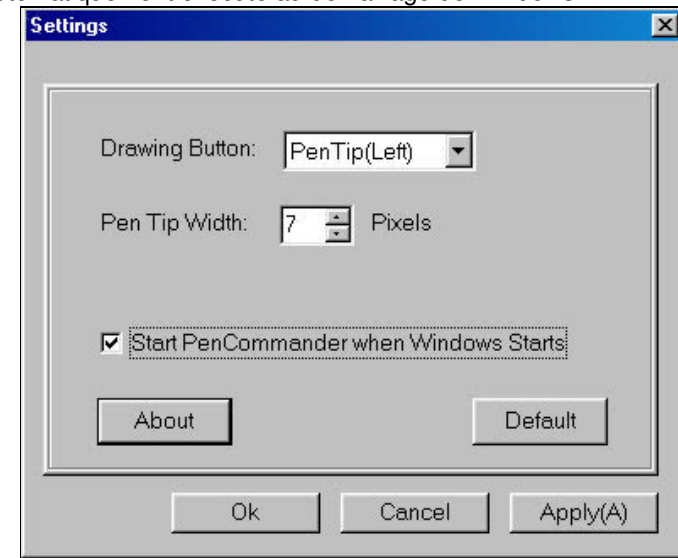 Settings
Drawing Button: PenTip(Left)
Pen Tip Width: 7 Pixels
Start PenCommander when Windows Starts
About Default
Ok Cancel Apply(A)